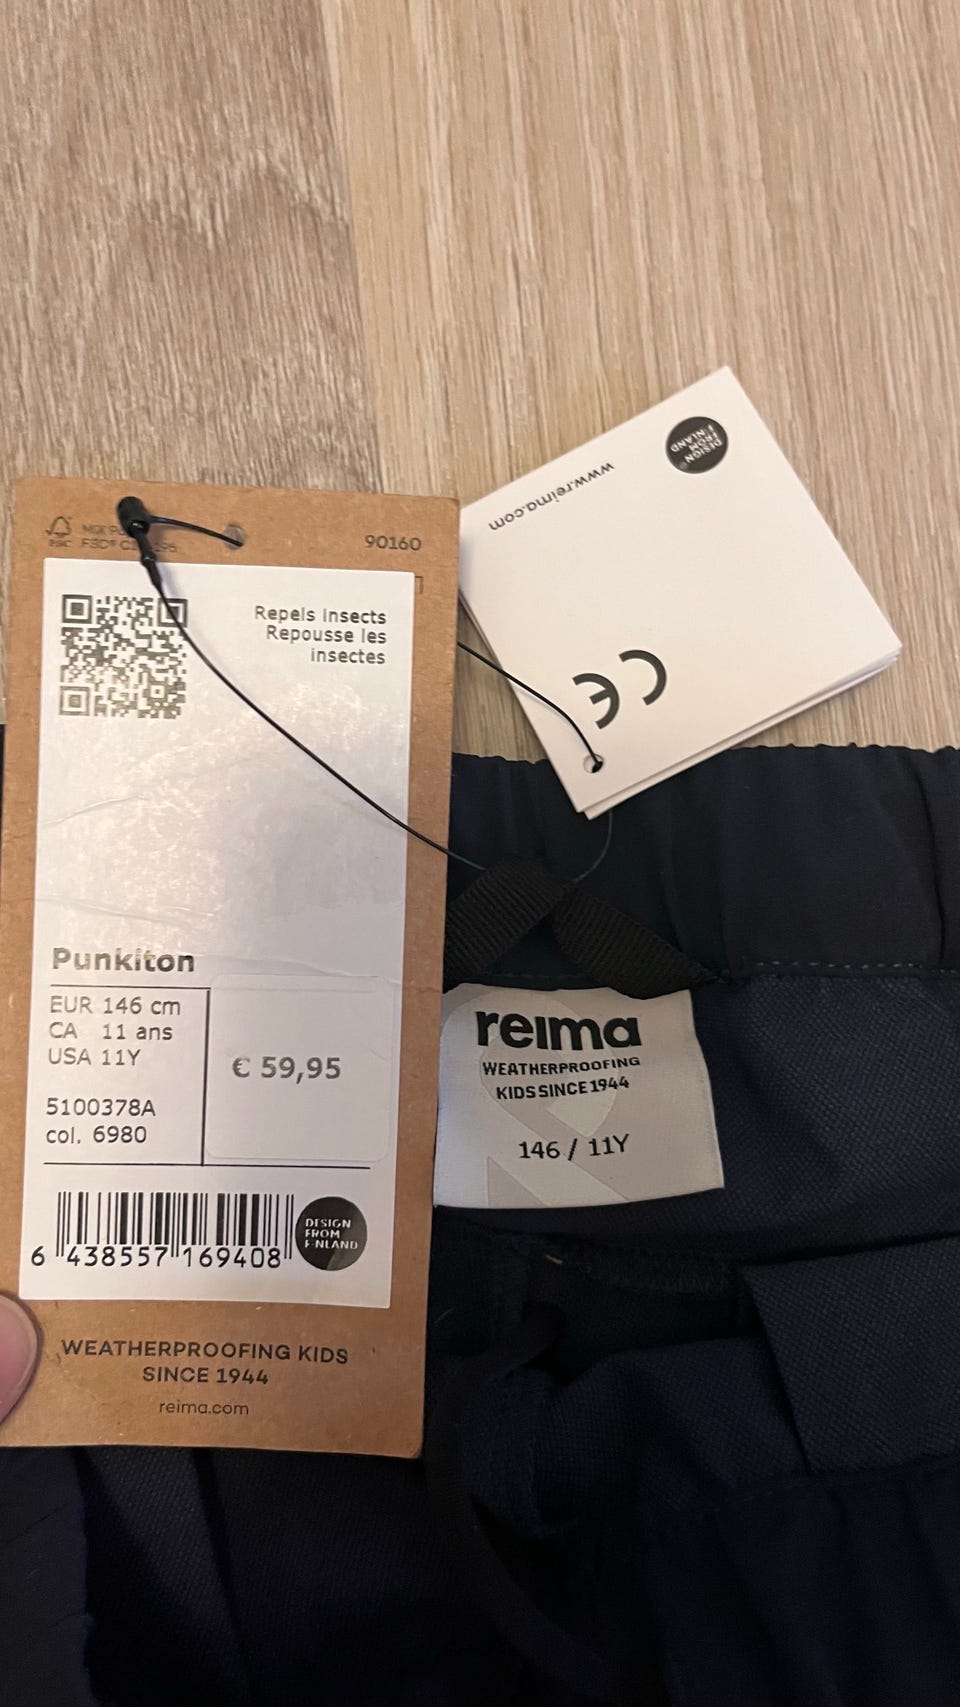 90160
Repels insects
Repousse les
insectes
Punkiton
EUR 146 cm
CA 11 ans
USA 11Y
€ 59,95
5100378A
col. 6980
6 438557 169408
DESIGN
FROM
FINLAND
WEATHERPROOFING KIDS
SINCE 1944
reima.com
www.reima.com
DESIGN
FROM
FINLAND
CE
reima
WEATHERPROOFING
KIDS SINCE 1944
146 / 11Y